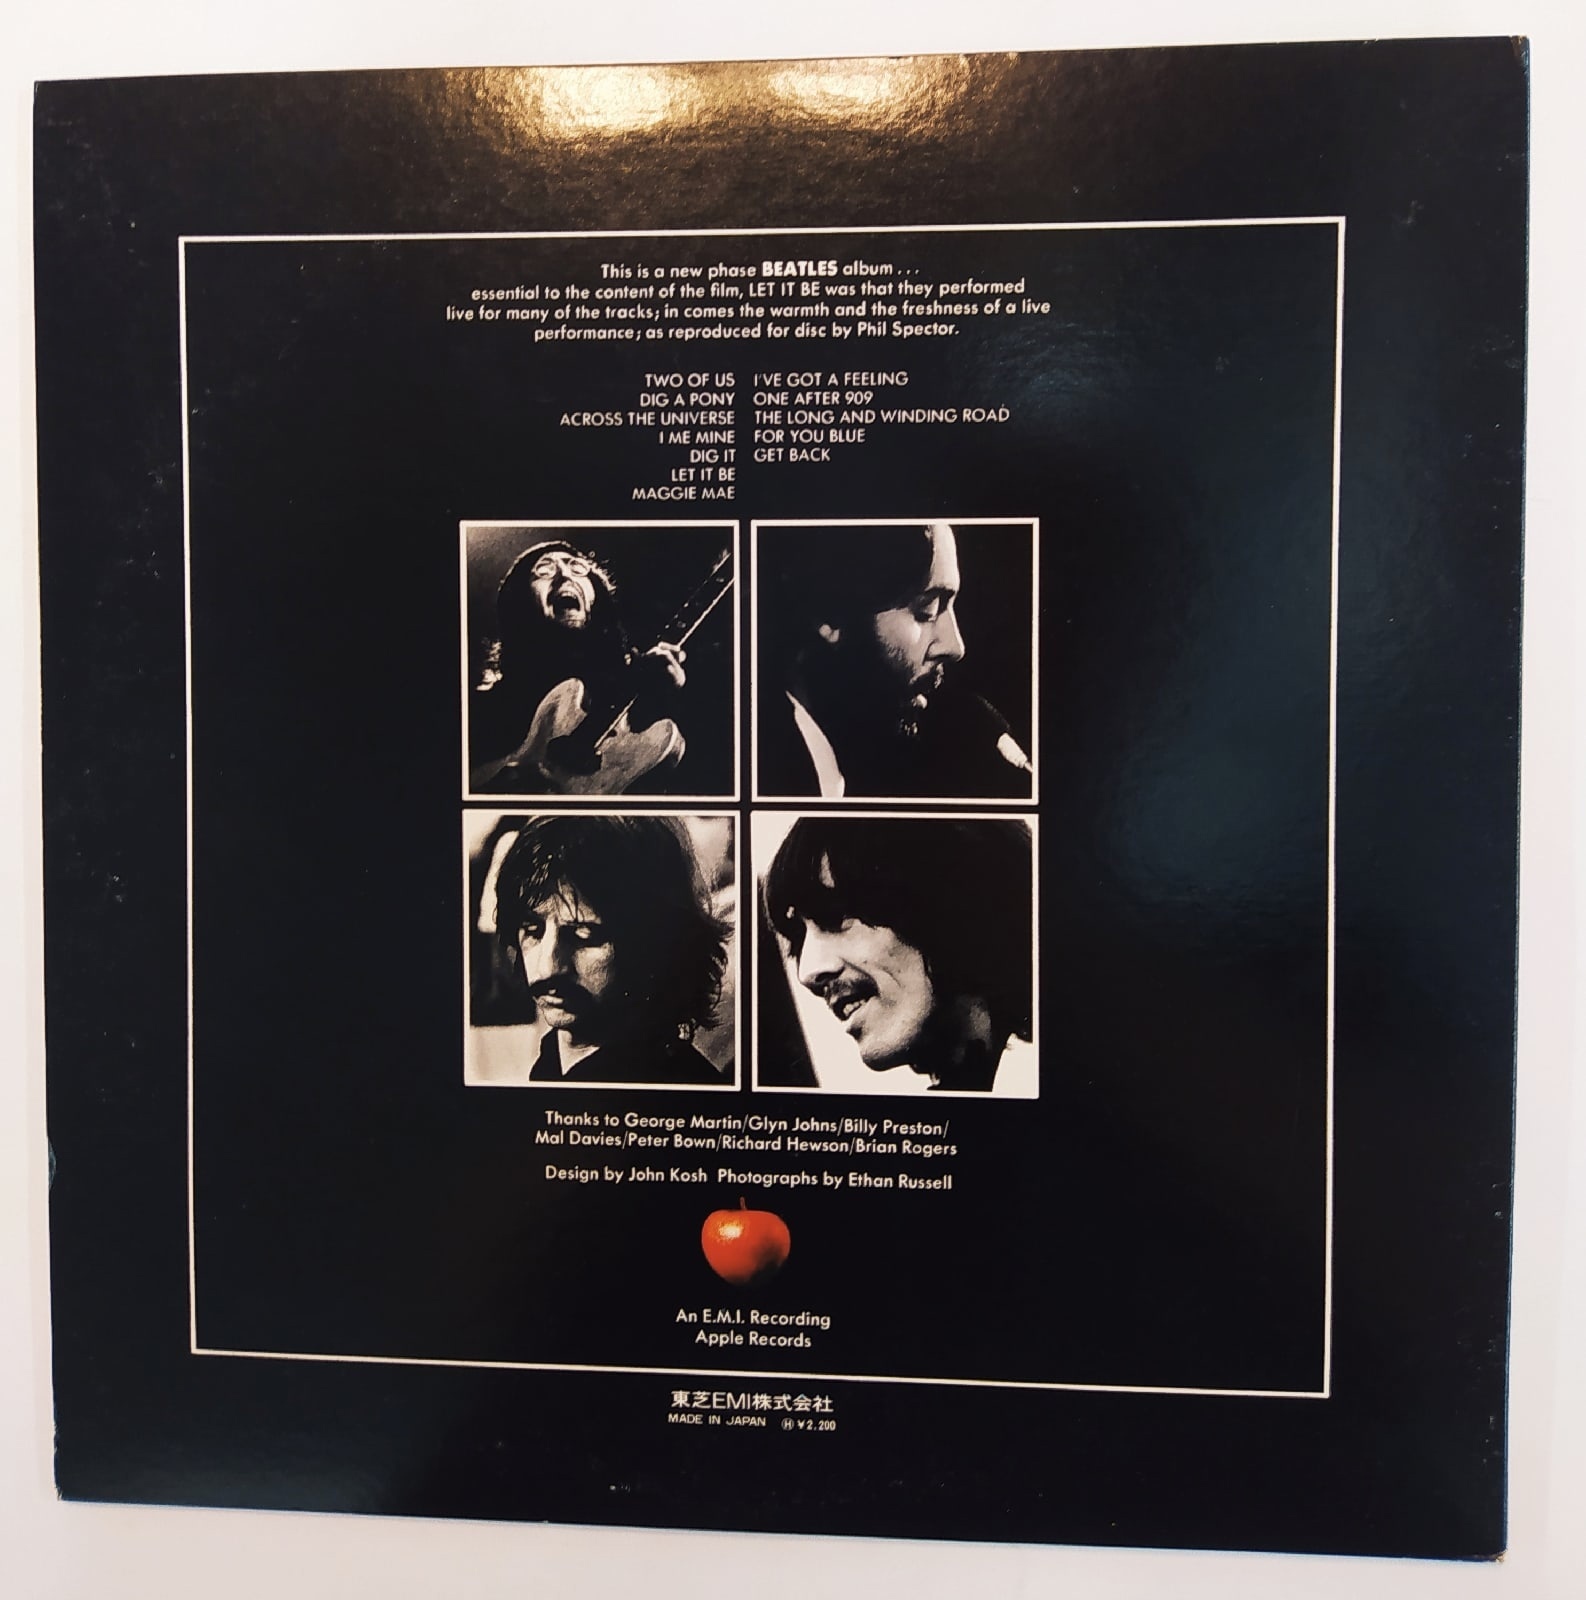 This is a new phase BEATLES album . . .
essential to the content of the film, LET IT BE was that they performed
live for many of the tracks; in comes the warmth and the freshness of a live
performance; as reproduced for disc by Phil Spector.
TWO OF US
DIG A PONY
ACROSS THE UNIVERSE
I ME MINE
DIG IT
LET IT BE
MAGGIE MAE
I'VE GOT A FEELING
ONE AFTER 909
THE LONG AND WINDING ROAD
FOR YOU BLUE
GET BACK
Thanks to George Martin/Glyn Johns/Billy Preston/
Mal Davies/Peter Bown/Richard Hewson/Brian Rogers
Design by John Kosh Photographs by Ethan Russell
An E.M.I. Recording
Apple Records
東芝EMI株式会社
MADE IN JAPAN Ⓗ ¥2,200